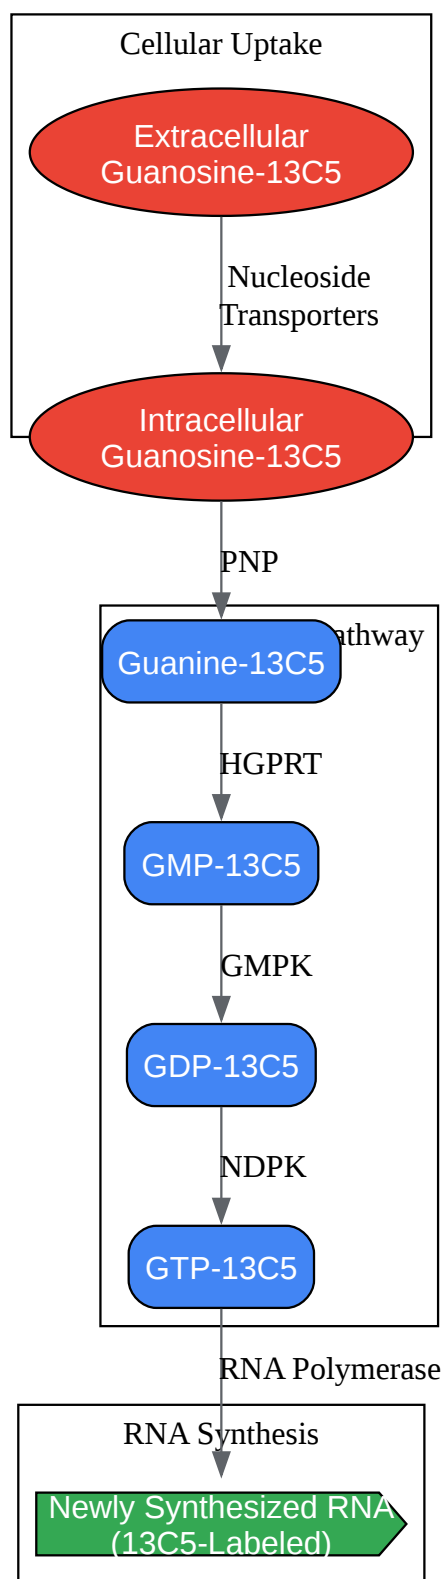 Cellular Uptake
Extracellular
Guanosine-13C5
Nucleoside
Transporters
Intracellular
Guanosine-13C5
PNP
Guanine-13C5
HGPRT
GMP-13C5
GMPK
GDP-13C5
NDPK
GTP-13C5
RNA Polymerase
RNA Synthesis
Newly Synthesized RNA
(13C5-Labeled)